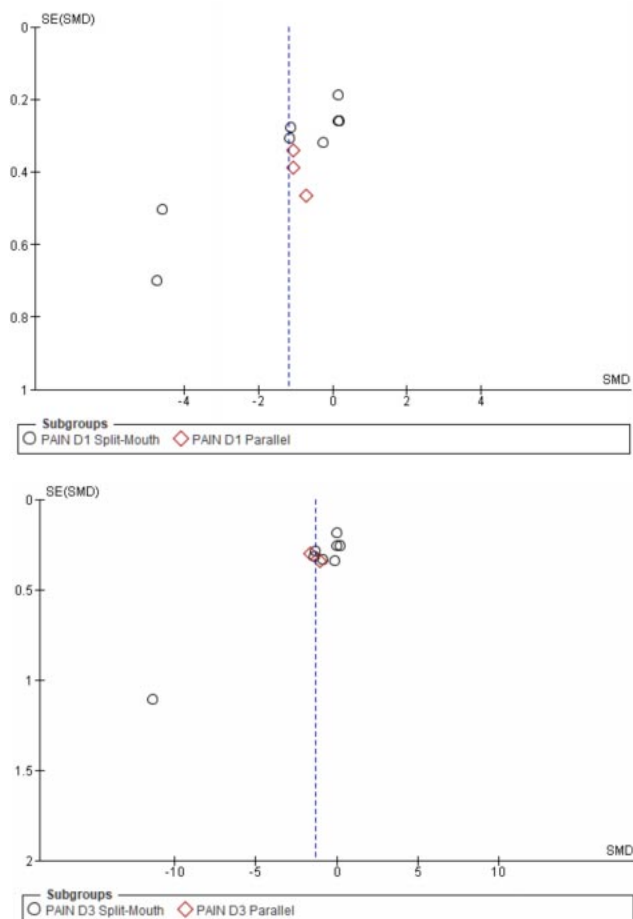 SE(SMD)
0
0.2
0.4
0.6
0.8
1
-4
-2
0
2
4
SMD
Subgroups
PAIN D1 Split-Mouth
PAIN D1 Parallel
SE(SMD)
0
0.5
1
1.5
2
-10
-5
0
5
10
SMD
Subgroups
PAIN D3 Split-Mouth
PAIN D3 Parallel